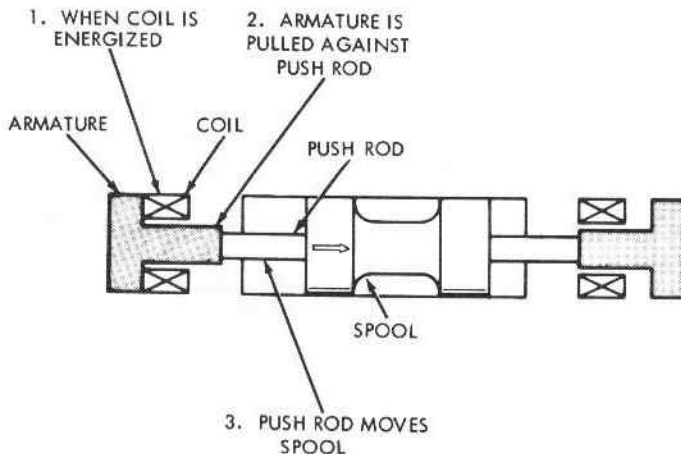 1. WHEN COIL IS
ENERGIZED
2. ARMATURE IS
PULLED AGAINST
PUSH ROD
ARMATURE
COIL
PUSH ROD
SPOOL
3. PUSH ROD MOVES
SPOOL